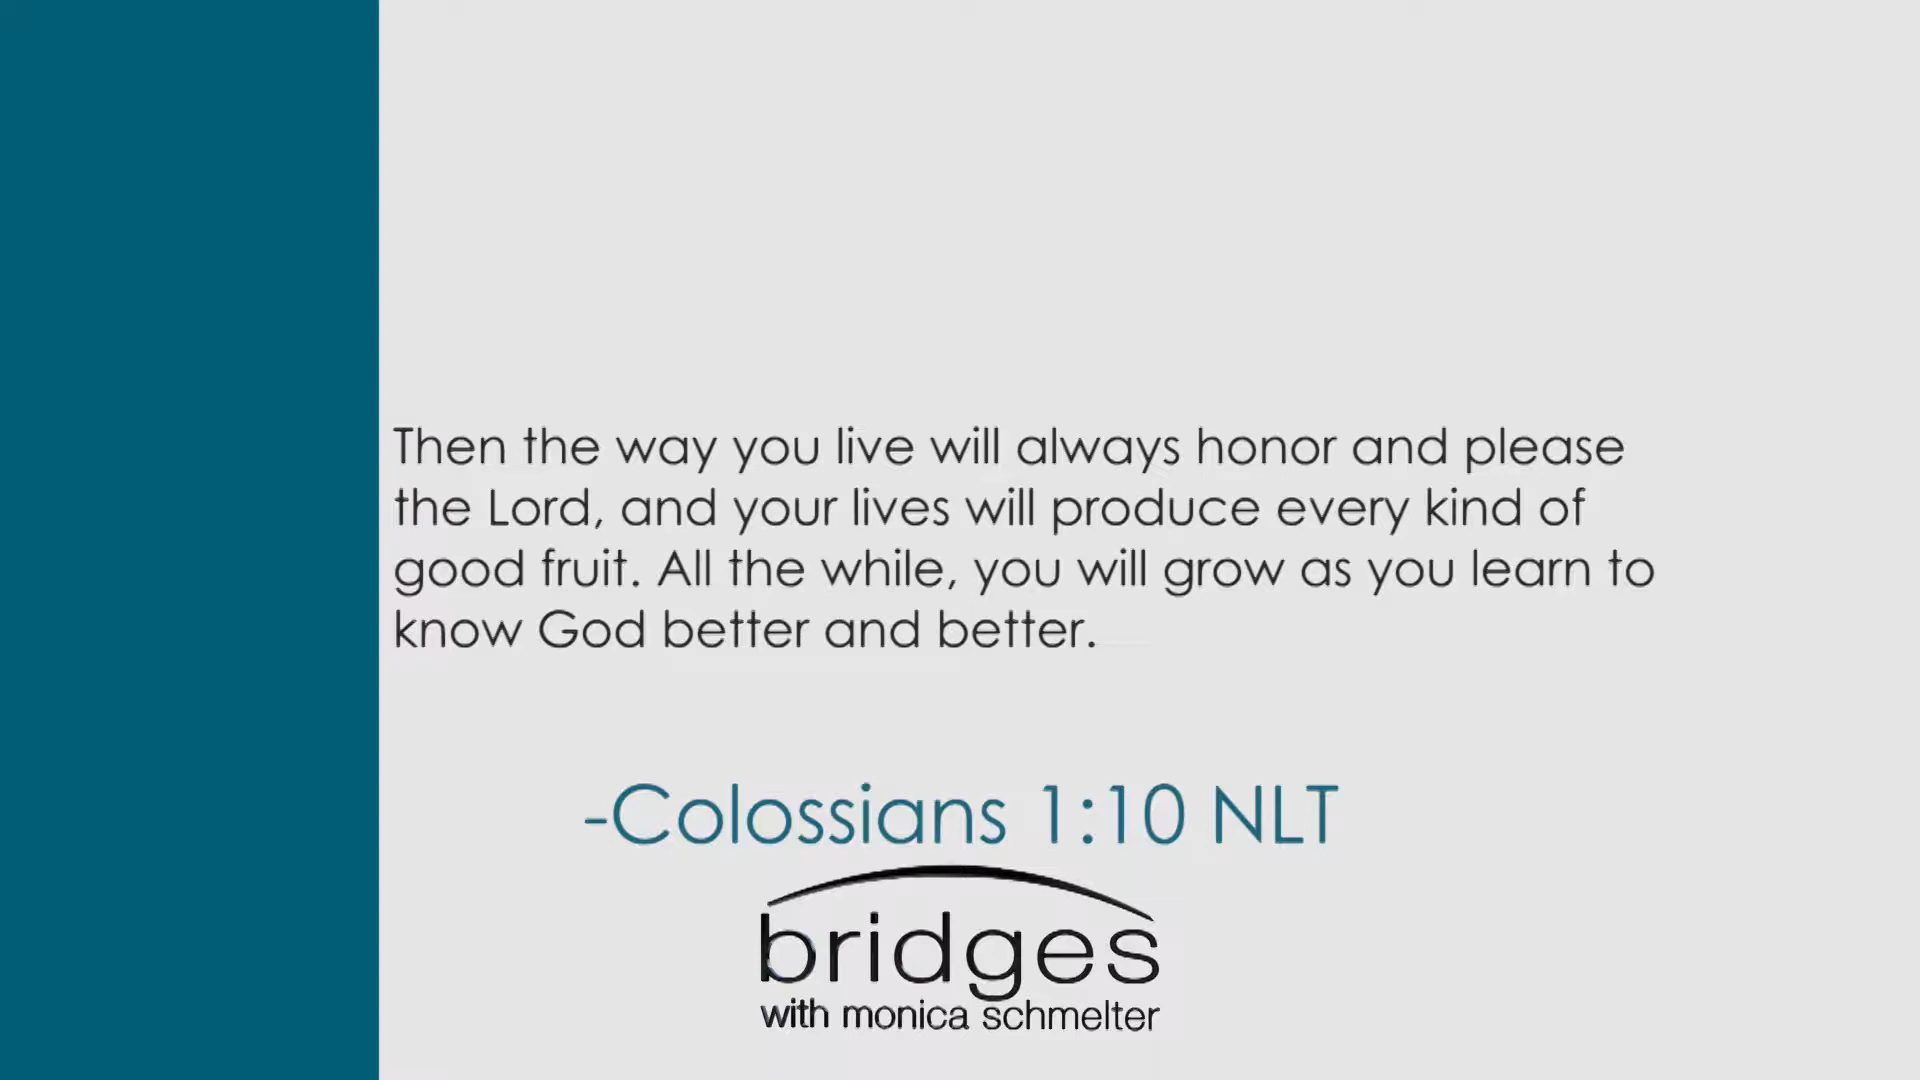 Then the way you live will always honor and please
the Lord, and your lives will produce every kind of
good fruit. All the while, you will grow as you learn to
know God better and better.
-Colossians 1:10 NLT
bridges
with monica schmelter